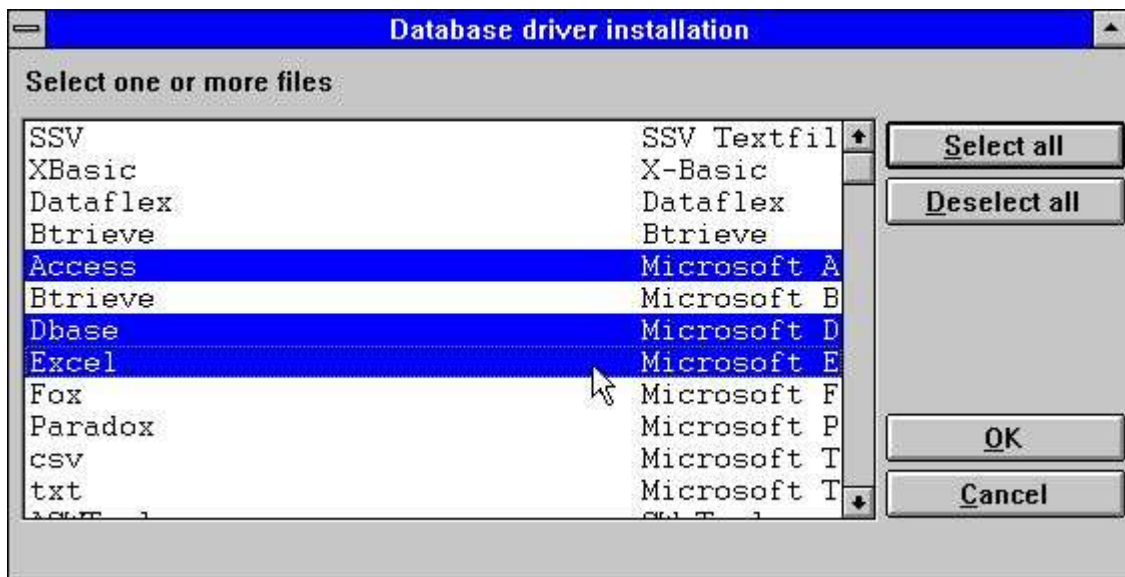 Database driver installation
Select one or more files
SSV SSV Textfil
XBasic X-Basic
Dataflex Dataflex
Btrieve Btrieve
Access Microsoft A
Btrieve Microsoft B
Dbase Microsoft D
Excel Microsoft E
Fox Microsoft F
Paradox Microsoft P
csv Microsoft T
txt Microsoft T
Select all
Deselect all
OK
Cancel